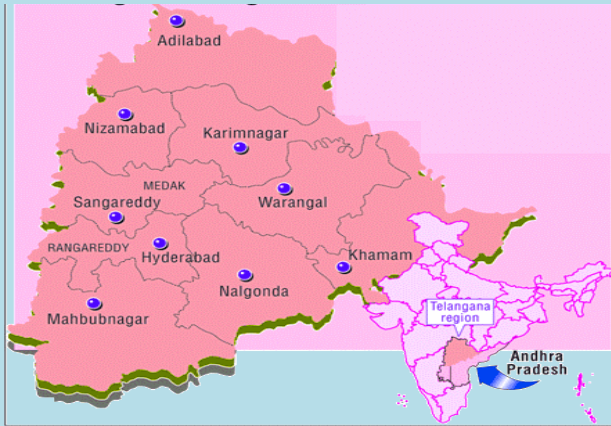 Adilabad
Nizamabad
Karimnagar
MEDAK
Sangareddy
Warangal
RANGAREDDY
Hyderabad
Khamam
Nalgonda
Mahbubnagar
Telangana
region
Andhra
Pradesh